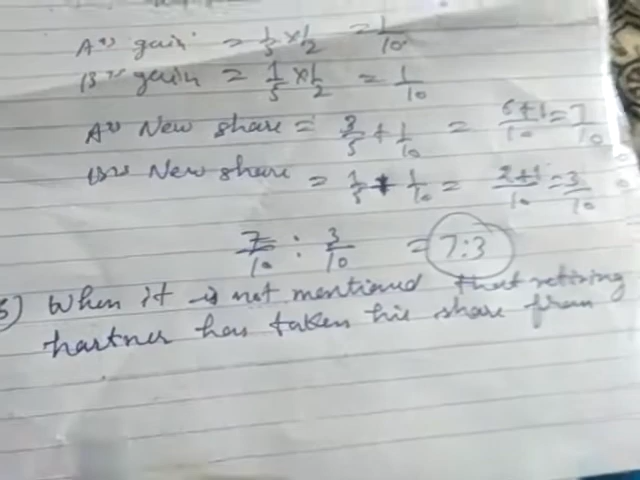 A's gain = 1/5 × 1/2 = 1/10
B's gain = 1/5 × 1/2 = 1/10
A's New share = 3/5 + 1/10 = 6+1/10 = 7/10
B's New share = 1/5 + 1/10 = 2+1/10 = 3/10
7/10 : 3/10 = 7:3
3) When it is not mentioned that retiring
partner has taken his share from